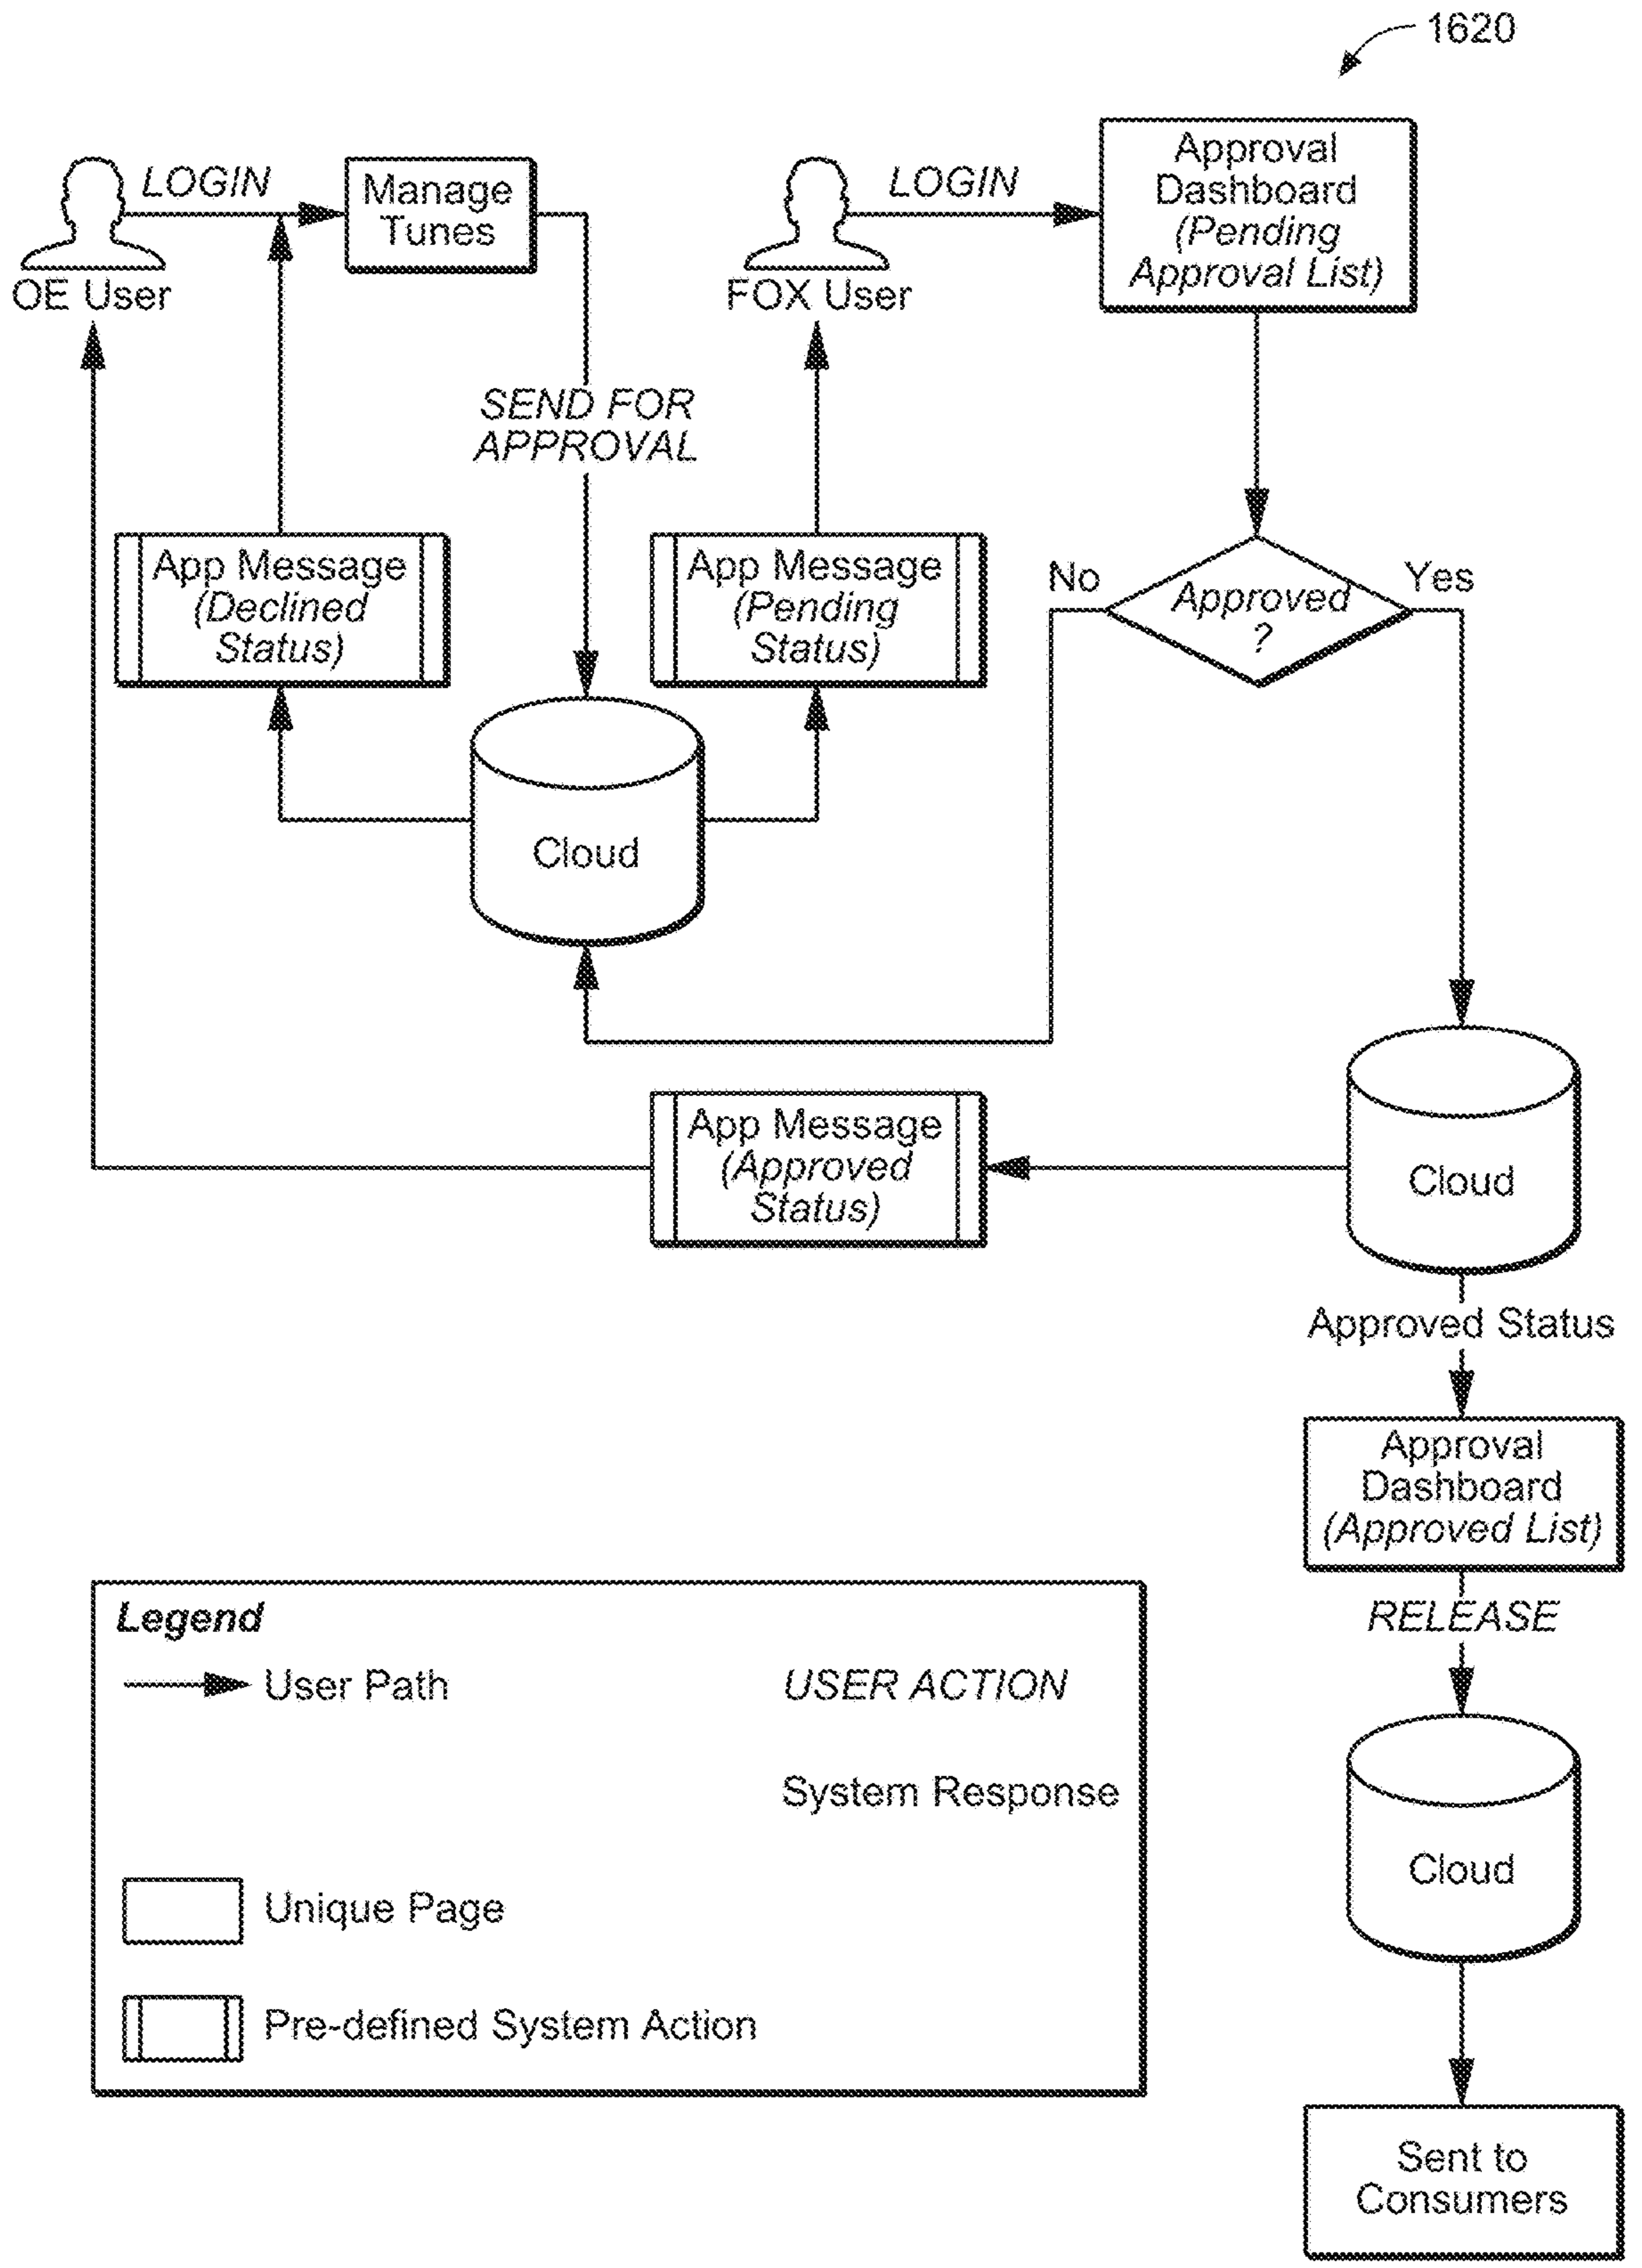 1620
LOGIN
Manage
Tunes
OE User
LOGIN
FOX User
Approval
Dashboard
(Pending
Approval List)
SEND FOR
APPROVAL
App Message
(Declined
Status)
App Message
(Pending
Status)
No
Approved
?
Yes
Cloud
App Message
(Approved
Status)
Cloud
Approved Status
Approval
Dashboard
(Approved List)
RELEASE
Cloud
Sent to
Consumers
Legend
User Path
USER ACTION
System Response
Unique Page
Pre-defined System Action